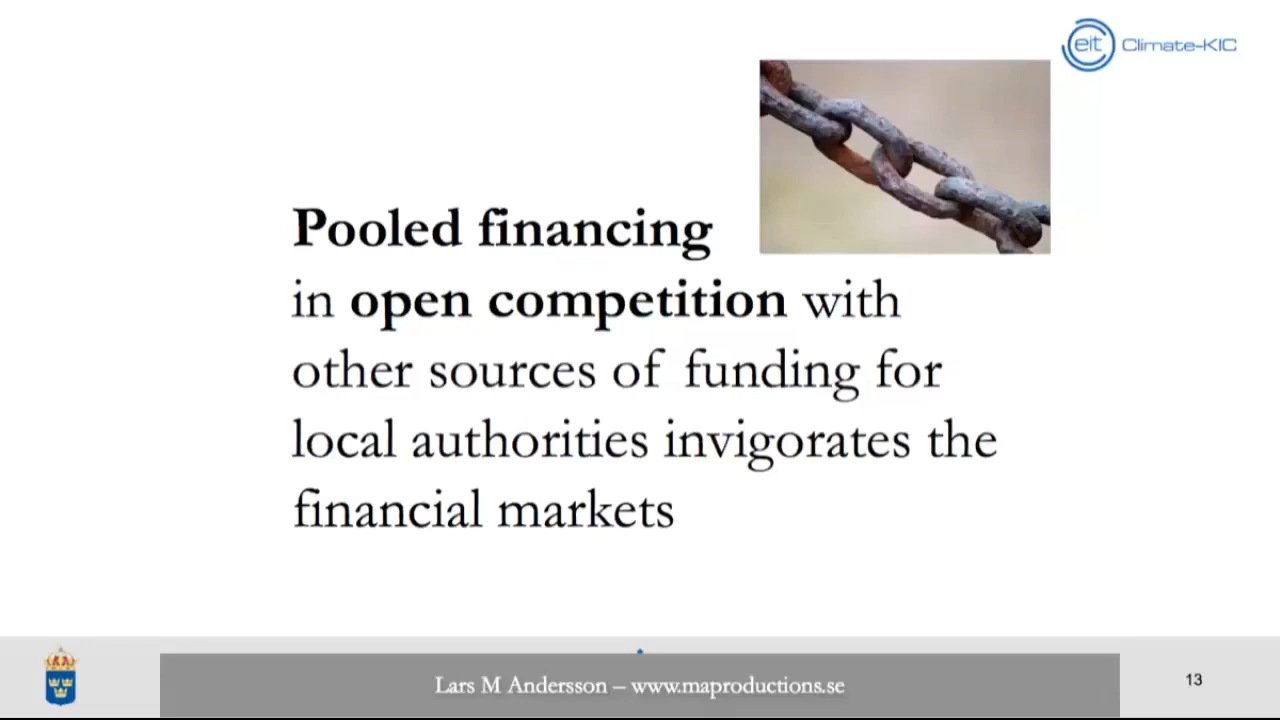 eit Climate-KIC
Pooled financing
in open competition with
other sources of funding for
local authorities invigorates the
financial markets
Lars M Andersson – www.maproductions.se
13